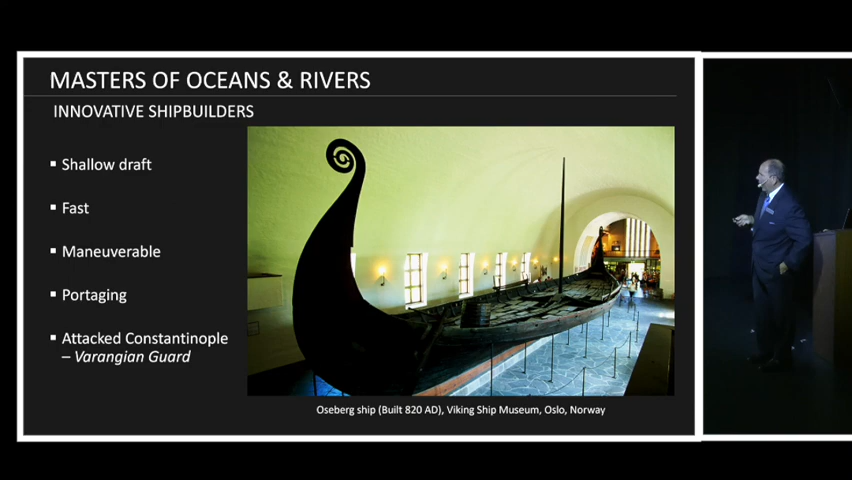 MASTERS OF OCEANS & RIVERS
INNOVATIVE SHIPBUILDERS
▪ Shallow draft
▪ Fast
▪ Maneuverable
▪ Portaging
▪ Attacked Constantinople
– Varangian Guard
Oseberg ship (Built 820 AD), Viking Ship Museum, Oslo, Norway